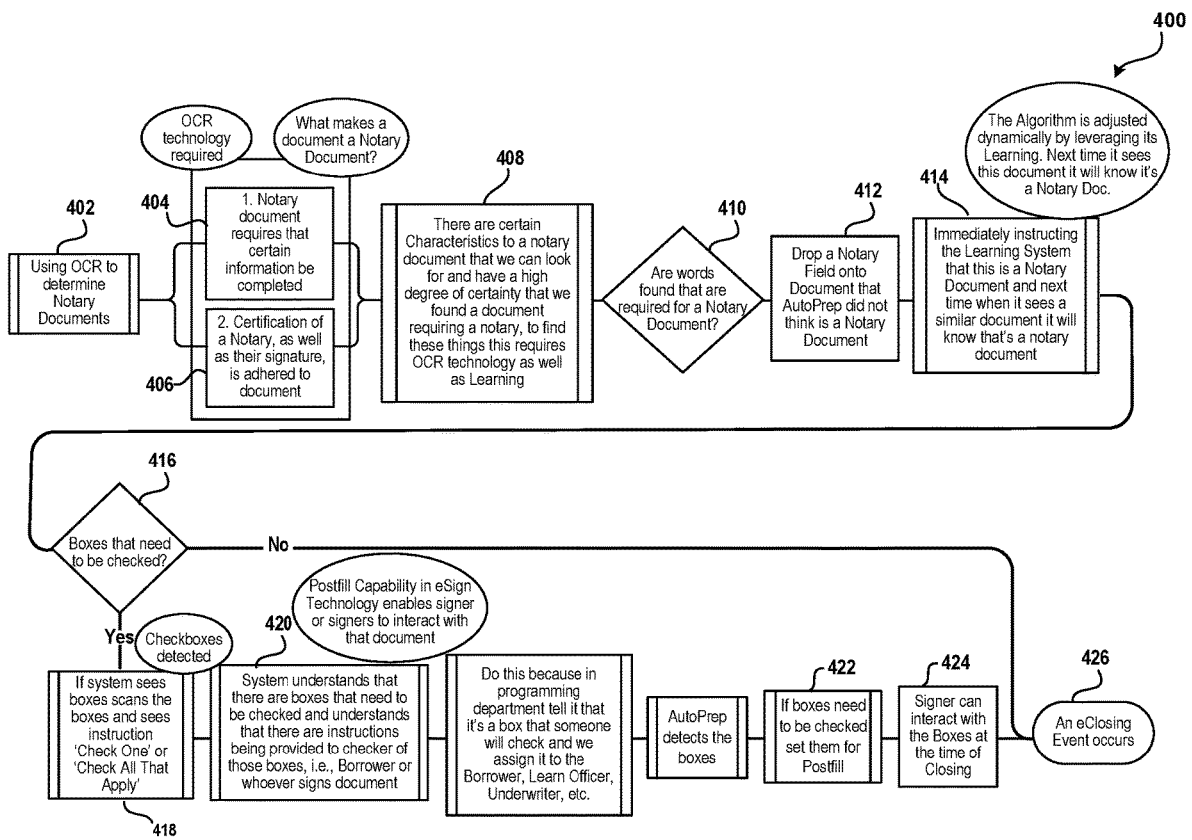 400
OCR
technology
required
What makes a
document a Notary
Document?
The Algorithm is adjusted
dynamically by leveraging its
Learning. Next time it sees
this document it will know it's
a Notary Doc.
402
Using OCR to
determine
Notary
Documents
404
1. Notary
document
requires that
certain
information be
completed
2. Certification of
a Notary, as well
as their signature,
is adhered to
document
406
408
There are certain
Characteristics to a notary
document that we can look
for and have a high
degree of certainty that we
found a document
requiring a notary, to find
these things this requires
OCR technology as well
as Learning
410
Are words
found that are
required for a Notary
Document?
412
Drop a Notary
Field onto
Document that
AutoPrep did not
think is a Notary
Document
414
Immediately instructing
the Learning System
that this is a Notary
Document and next
time when it sees a
similar document it will
know that's a notary
document
416
Boxes that need
to be checked?
No
Yes
Checkboxes
detected
If system sees
boxes scans the
boxes and sees
instruction
'Check One' or
'Check All That
Apply'
418
420
Postfill Capability in eSign
Technology enables signer
or signers to interact with
that document
System understands that
there are boxes that need to
be checked and understands
that there are instructions
being provided to checker of
those boxes, i.e., Borrower or
whoever signs document
Do this because in
programming
department tell it that
it's a box that someone
will check and we
assign it to the
Borrower, Learn Officer,
Underwriter, etc.
AutoPrep
detects the
boxes
422
If boxes need
to be checked
set them for
Postfill
424
Signer can
interact with
the Boxes at
the time of
Closing
426
An eClosing
Event occurs